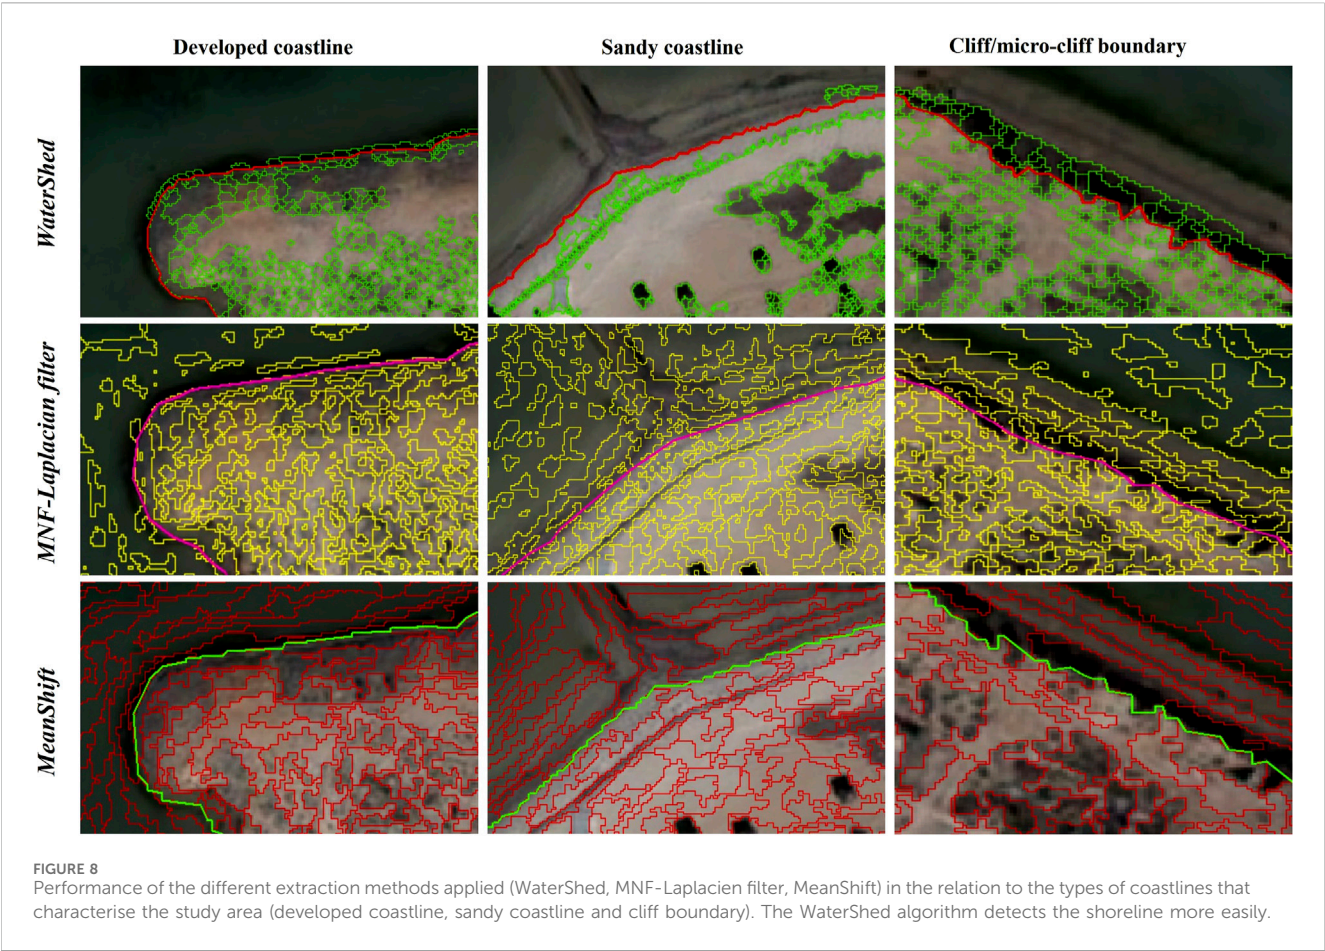 Developed coastline
Sandy coastline
Cliff/micro-cliff boundary
WaterShed
MNF-Laplacian filter
MeanShift
FIGURE 8
Performance of the different extraction methods applied (WaterShed, MNF-Laplacien filter, MeanShift) in the relation to the types of coastlines that
characterise the study area (developed coastline, sandy coastline and cliff boundary). The WaterShed algorithm detects the shoreline more easily.